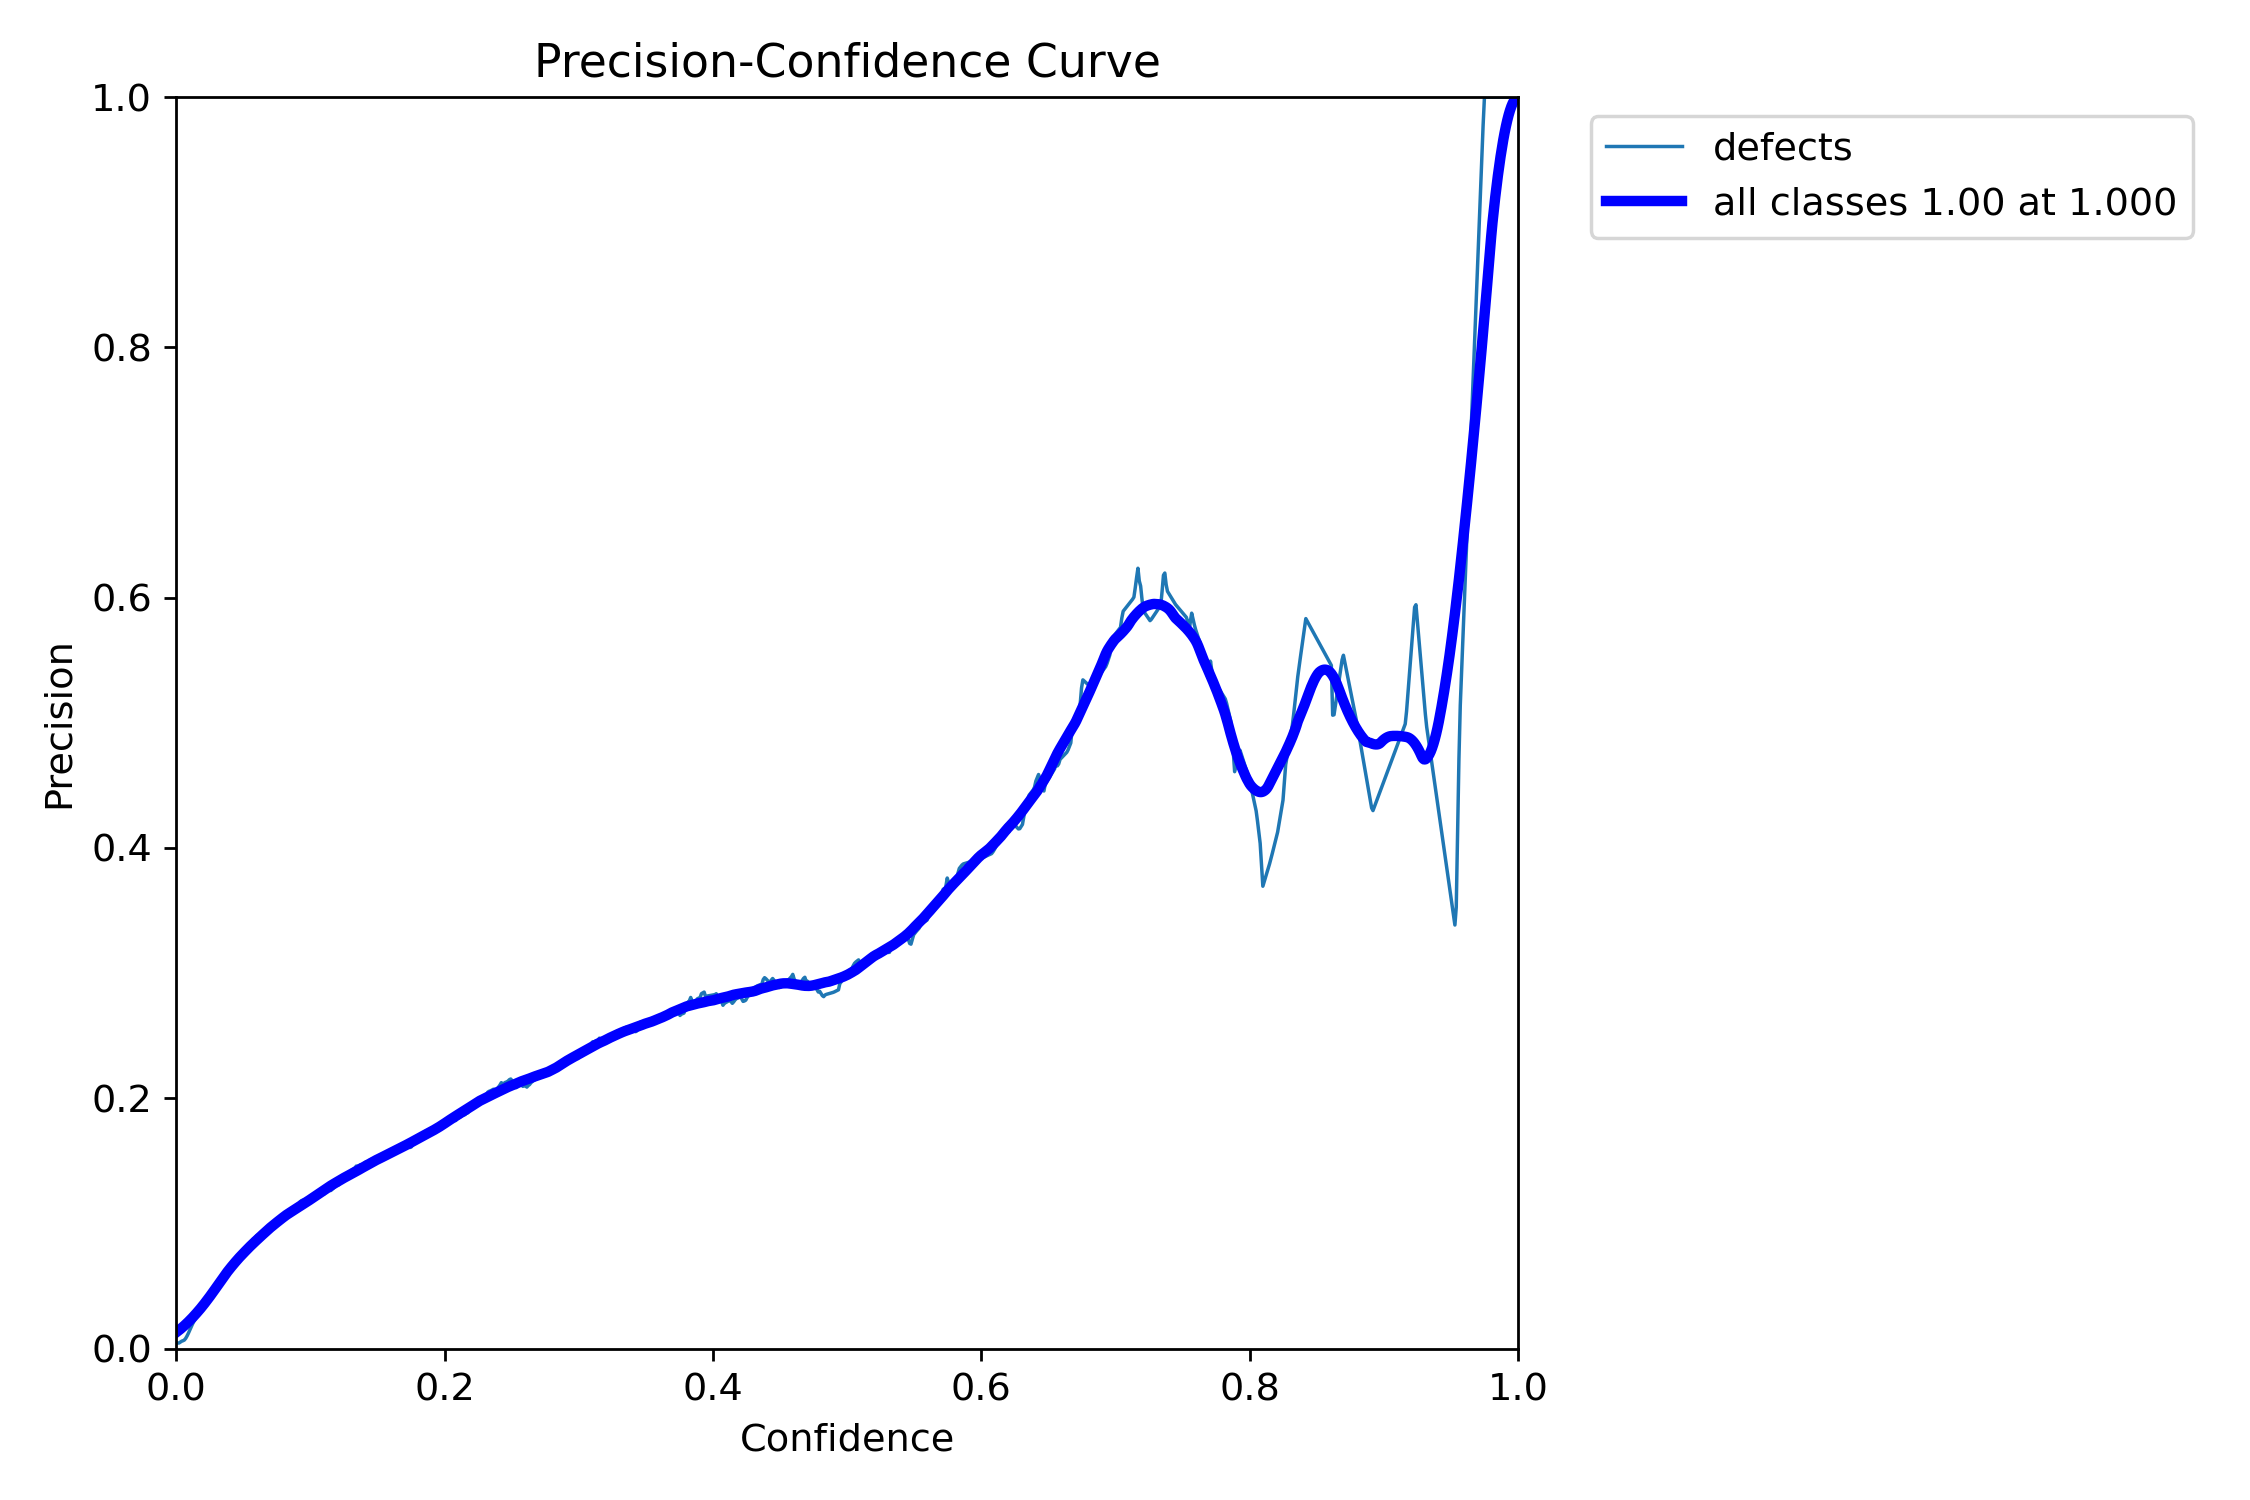 Precision-Confidence Curve
defects
all classes 1.00 at 1.000
Precision
1.0
0.8
0.6
0.4
0.2
0.0
0.0 0.2 0.4 0.6 0.8 1.0
Confidence